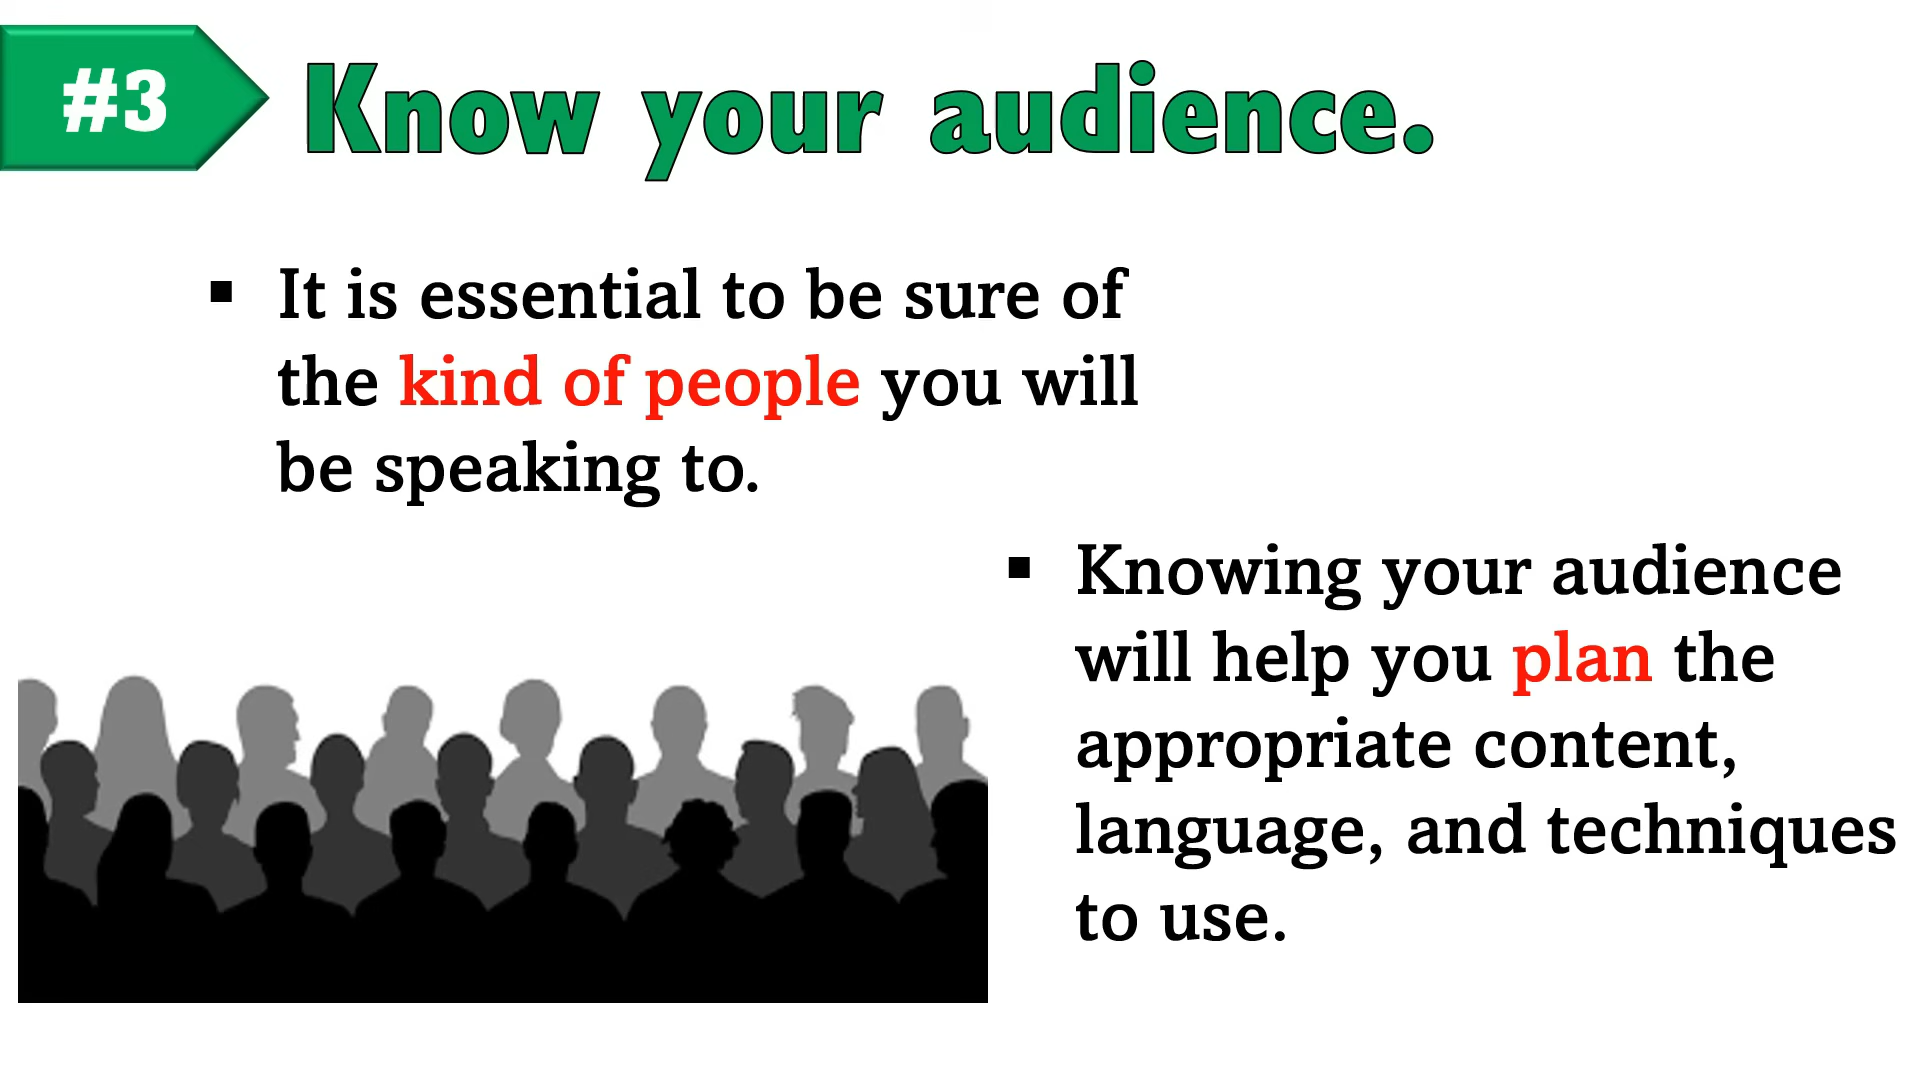 #3
Know your audience.
▪ It is essential to be sure of
the kind of people you will
be speaking to.
▪ Knowing your audience
will help you plan the
appropriate content,
language, and techniques
to use.